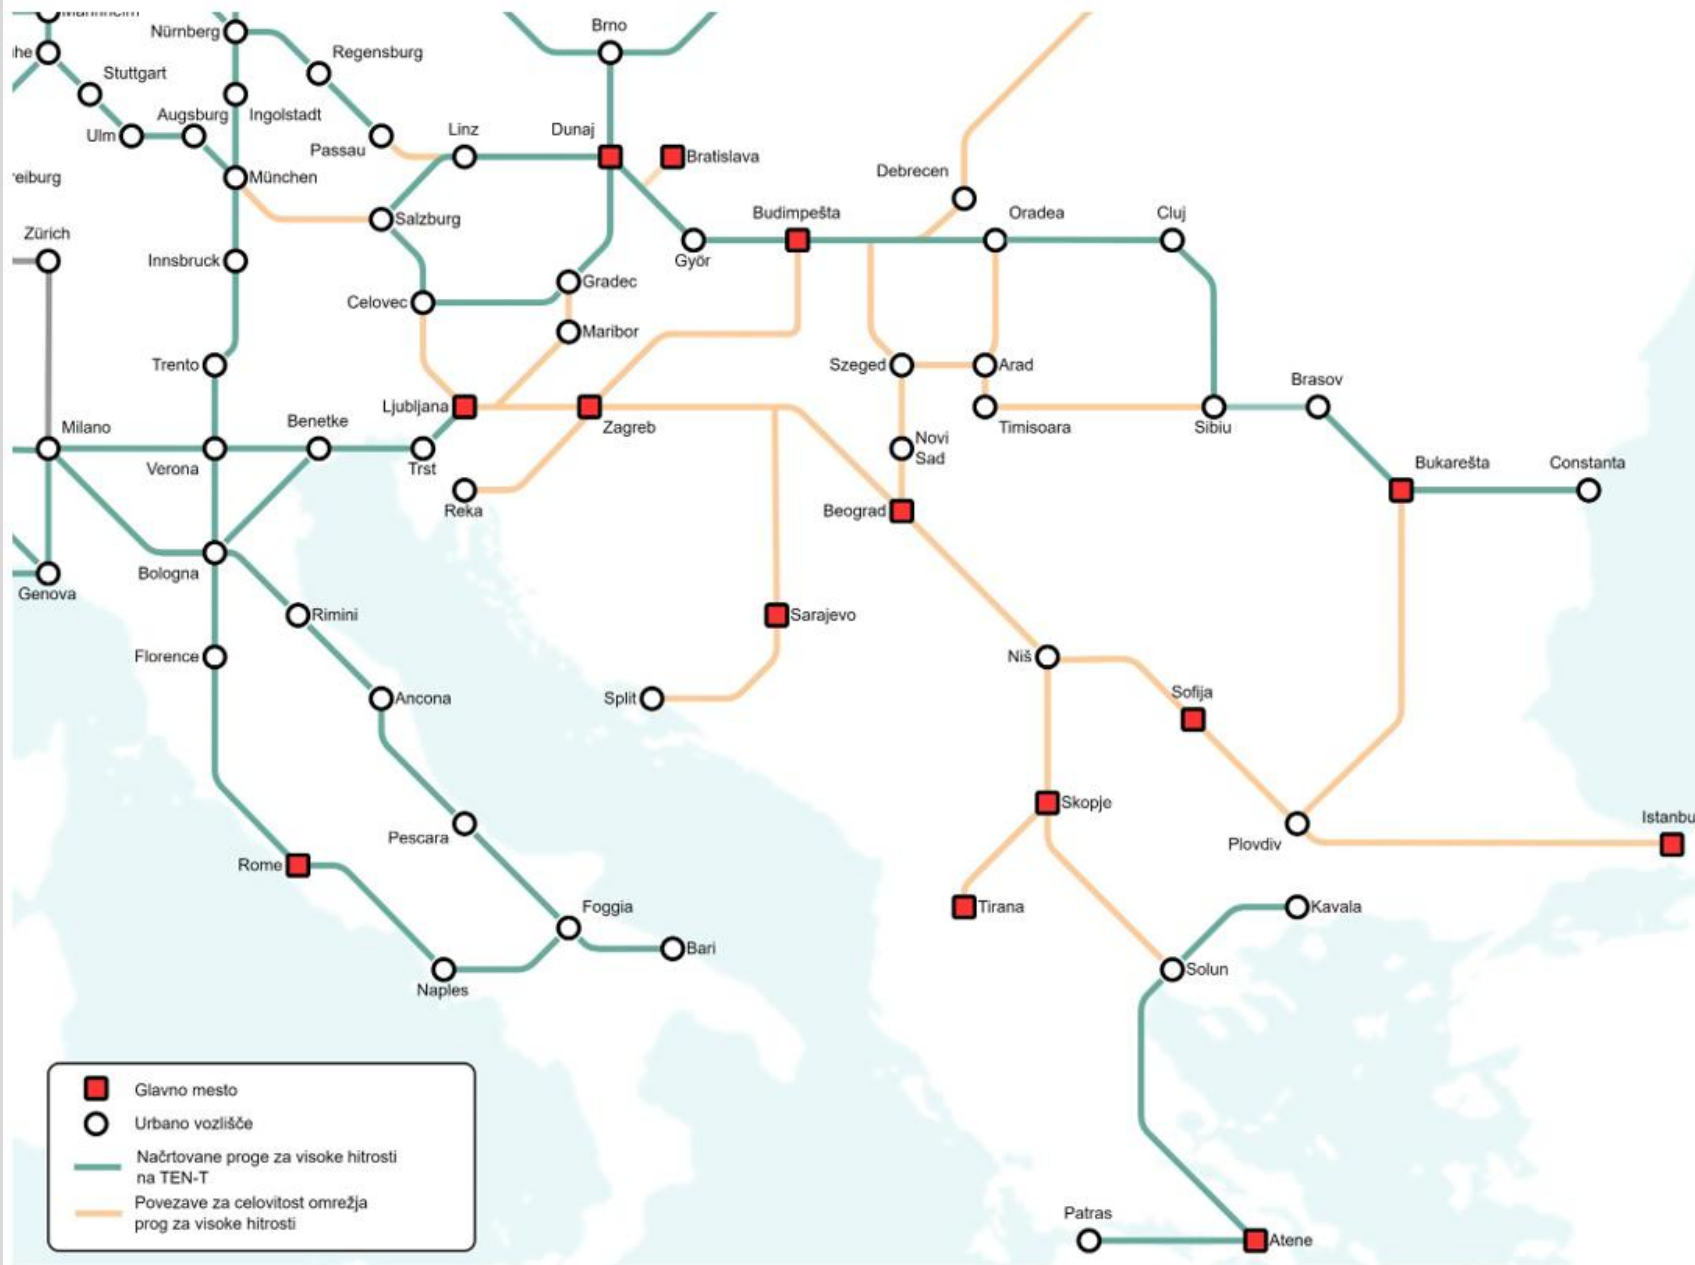 Mannheim
Nürnberg
Brno
he
Regensburg
Stuttgart
Augsburg
Ingolstadt
Ulm
Passau
Linz
Dunaj
Bratislava
reiburg
München
Debrecen
Salzburg
Budimpešta
Oradea
Cluj
Zürich
Innsbruck
Györ
Gradec
Celovec
Maribor
Trento
Szeged
Arad
Brasov
Ljubljana
Zagreb
Timisoara
Sibiu
Milano
Benetke
Verona
Trst
Novi
Sad
Bukarešta
Constanta
Reka
Beograd
Bologna
Genova
Rimini
Sarajevo
Florence
Niš
Ancona
Split
Sofija
Skopje
Istanbu
Pescara
Plovdiv
Rome
Tirana
Foggia
Kavala
Bari
Solun
Naples
Patras
Atene
Glavno mesto
Urbano vozlišče
Načrtovane proge za visoke hitrosti
na TEN-T
Povezave za celovitost omrežja
prog za visoke hitrosti